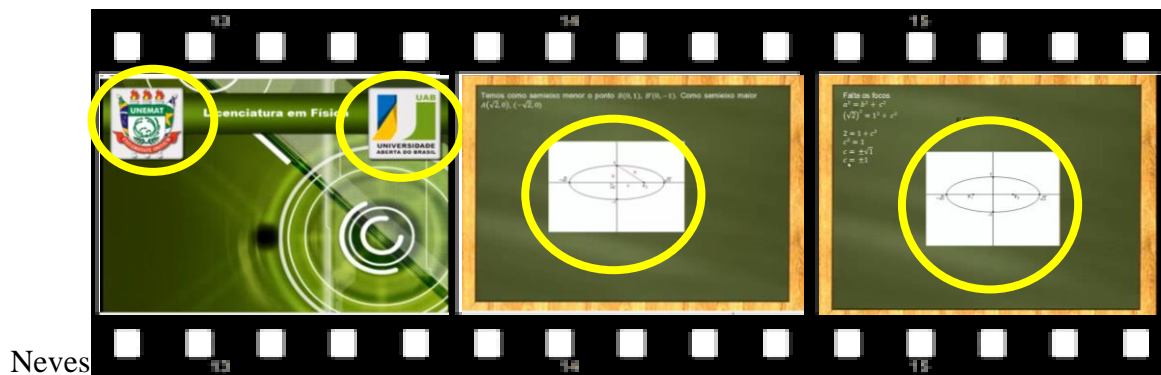 13 14 15
UNEMAT
Licenciatura em Física
UAB
UNIVERSIDADE
ABERTA DO BRASIL
Temos como semieixo menor o ponto B(0, 1), B'(0, −1). Como semieixo maior
A(√2, 0), (−√2, 0)
Falta os focos
a² = b² + c²
(√2)² = 1² + c²
2 = 1 + c²
c² = 1
c = ±√1
c = ±1
Neves
13 14 15